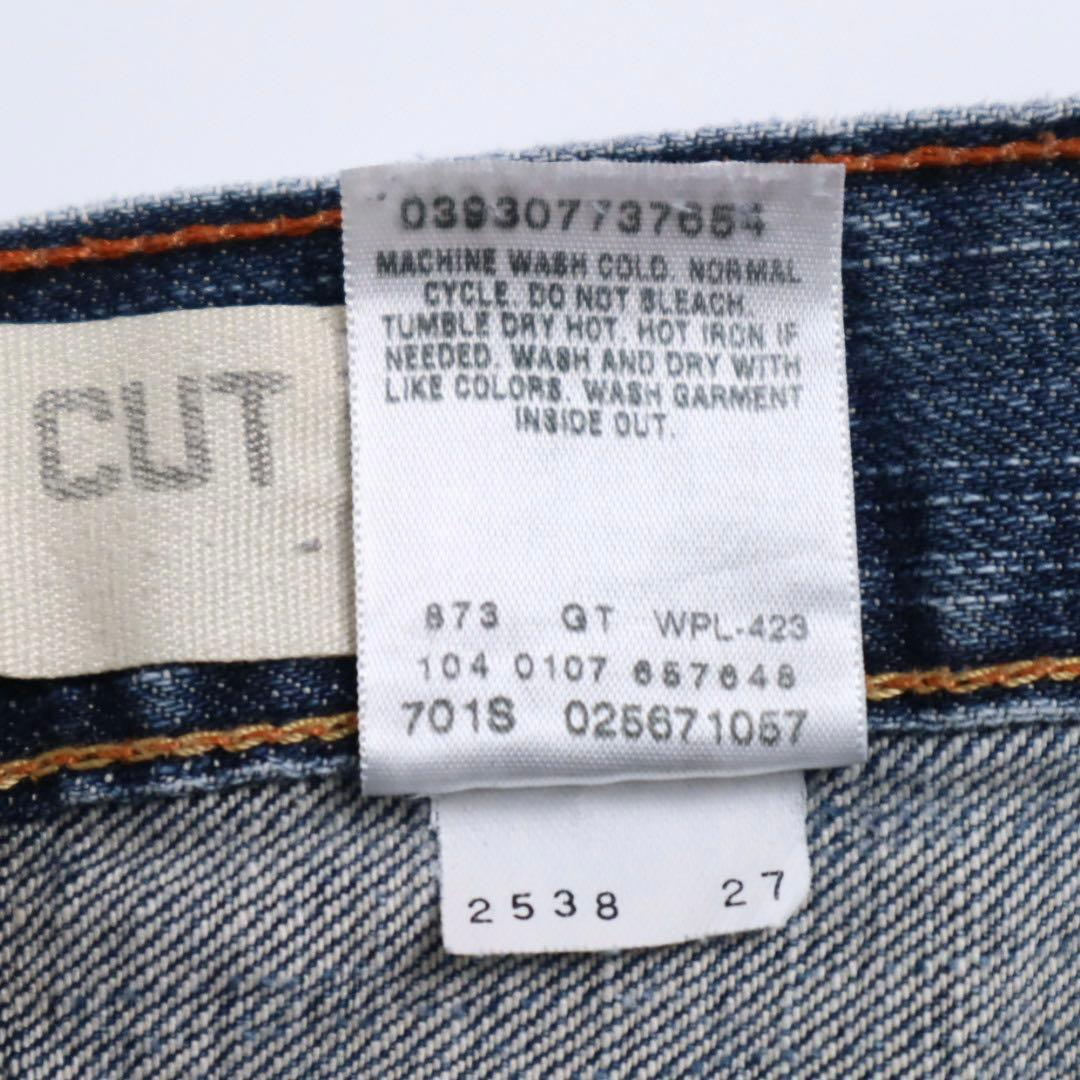 CUT
039307737654
MACHINE WASH COLD. NORMAL
CYCLE. DO NOT BLEACH.
TUMBLE DRY HOT. HOT IRON IF
NEEDED. WASH AND DRY WITH
LIKE COLORS. WASH GARMENT
INSIDE OUT.
873 GT WPL-423
104 0107 657648
701S 025671057
2538 27